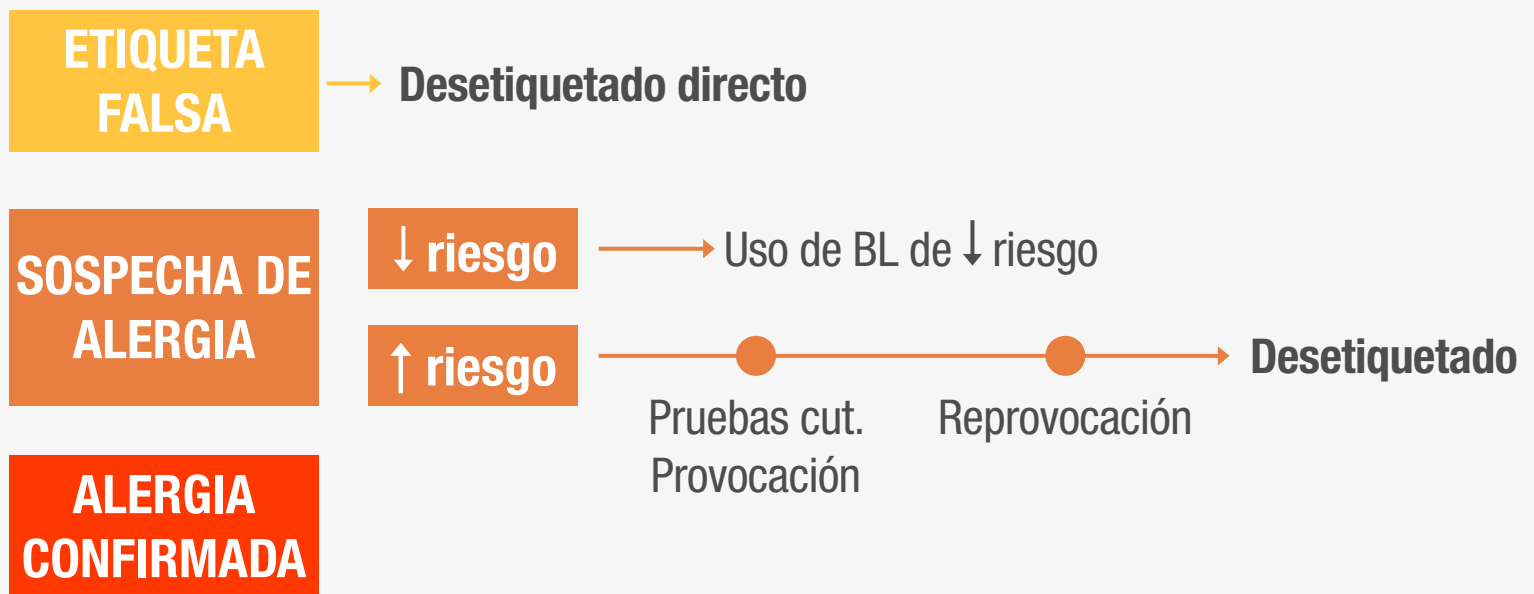 ETIQUETA
FALSA
Desetiquetado directo
SOSPECHA DE
ALERGIA
↓ riesgo
Uso de BL de ↓ riesgo
↑ riesgo
Desetiquetado
Pruebas cut.
Provocación
Reprovocación
ALERGIA
CONFIRMADA